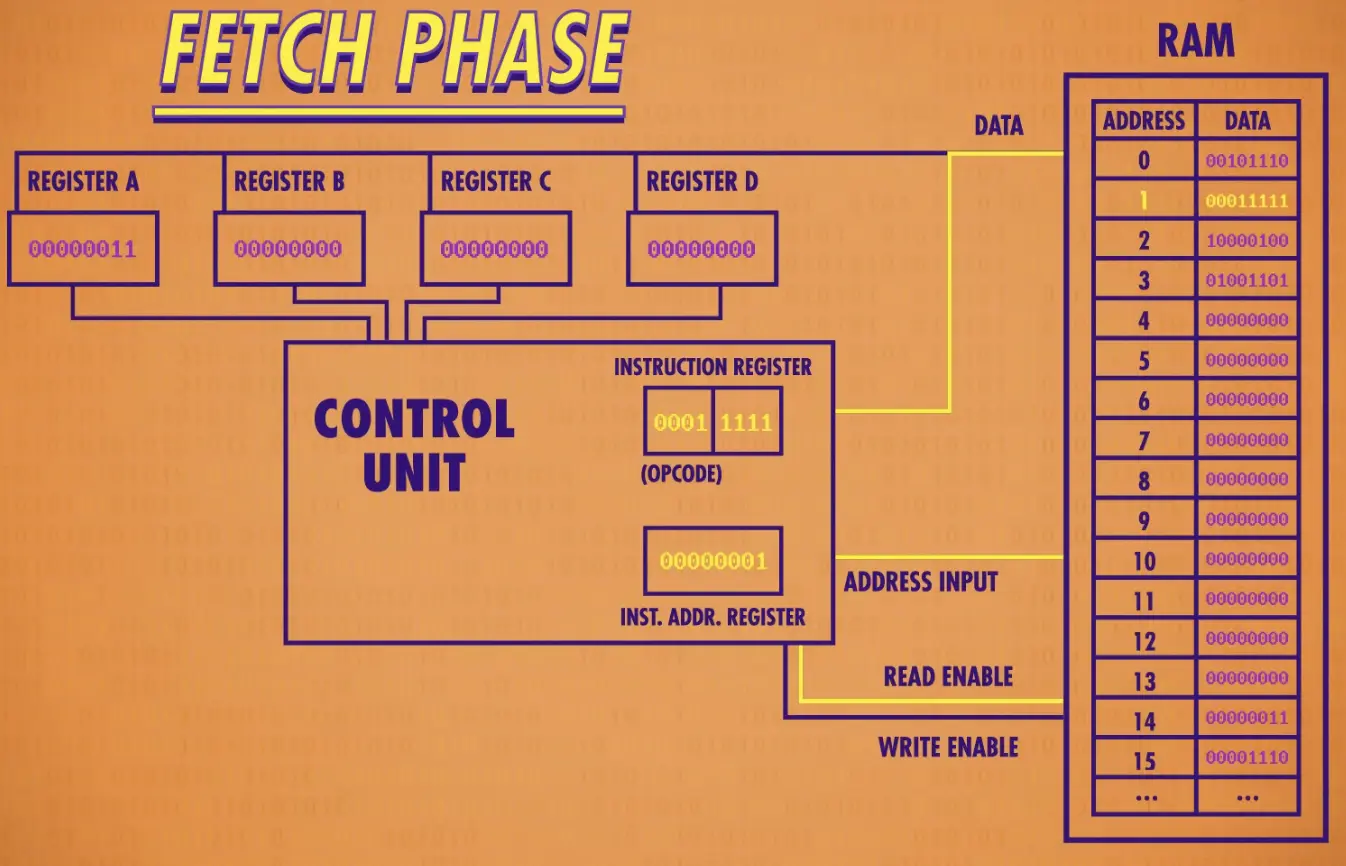 FETCH PHASE
RAM
DATA
ADDRESS DATA
0 00101110
1 00011111
2 10000100
3 01001101
4 00000000
5 00000000
6 00000000
7 00000000
8 00000000
9 00000000
10 00000000
11 00000000
12 00000000
13 00000000
14 00000011
15 00001110
... ...
REGISTER A
00000011
REGISTER B
00000000
REGISTER C
00000000
REGISTER D
00000000
CONTROL
UNIT
INSTRUCTION REGISTER
0001 1111
(OPCODE)
00000001
INST. ADDR. REGISTER
ADDRESS INPUT
READ ENABLE
WRITE ENABLE